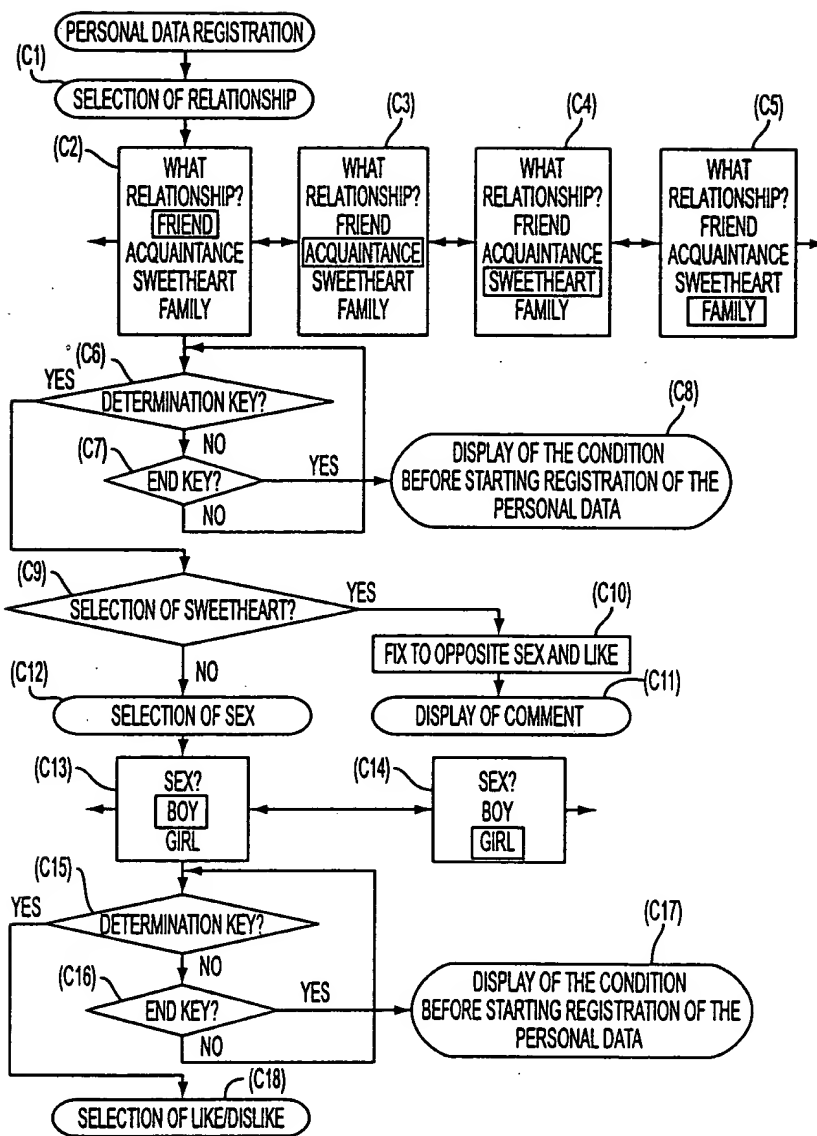 PERSONAL DATA REGISTRATION
(C1)
SELECTION OF RELATIONSHIP
(C2)
WHAT
RELATIONSHIP?
FRIEND
ACQUAINTANCE
SWEETHEART
FAMILY
(C3)
WHAT
RELATIONSHIP?
FRIEND
ACQUAINTANCE
SWEETHEART
FAMILY
(C4)
WHAT
RELATIONSHIP?
FRIEND
ACQUAINTANCE
SWEETHEART
FAMILY
(C5)
WHAT
RELATIONSHIP?
FRIEND
ACQUAINTANCE
SWEETHEART
FAMILY
(C6)
YES
DETERMINATION KEY?
NO
(C7)
END KEY?
YES
NO
(C8)
DISPLAY OF THE CONDITION
BEFORE STARTING REGISTRATION OF THE
PERSONAL DATA
(C9)
SELECTION OF SWEETHEART?
YES
NO
(C10)
FIX TO OPPOSITE SEX AND LIKE
(C11)
DISPLAY OF COMMENT
(C12)
SELECTION OF SEX
(C13)
SEX?
BOY
GIRL
(C14)
SEX?
BOY
GIRL
(C15)
YES
DETERMINATION KEY?
NO
(C16)
END KEY?
YES
NO
(C17)
DISPLAY OF THE CONDITION
BEFORE STARTING REGISTRATION OF THE
PERSONAL DATA
(C18)
SELECTION OF LIKE/DISLIKE